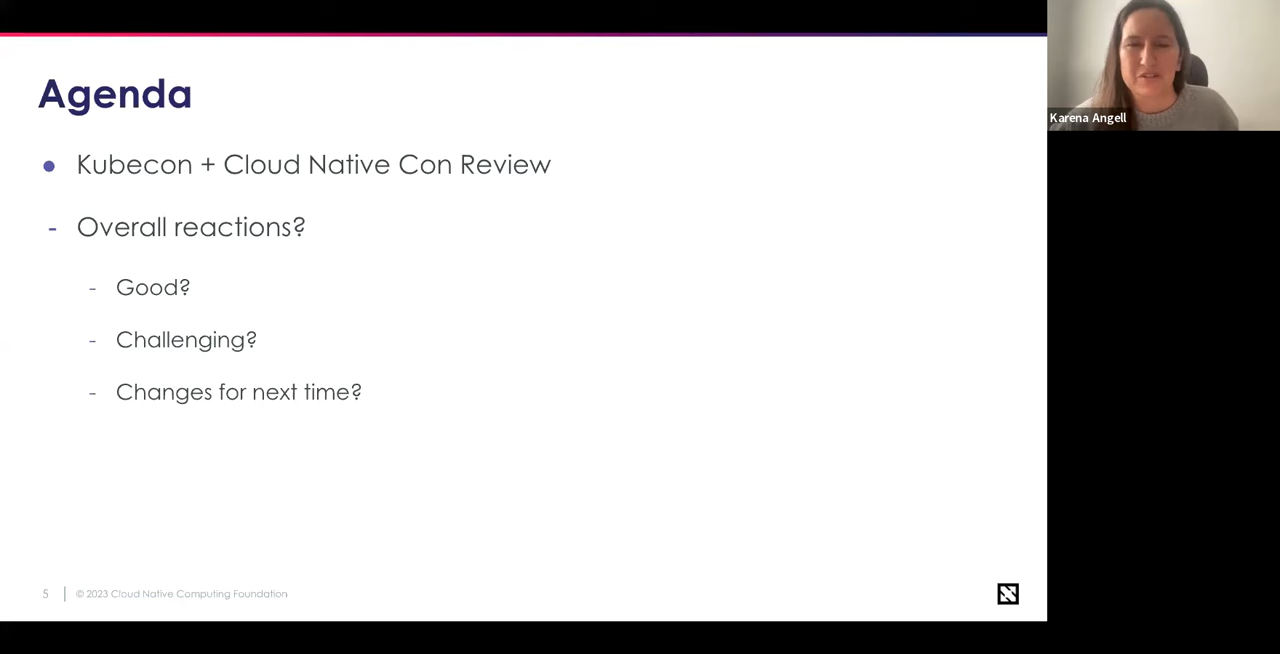 Agenda
● Kubecon + Cloud Native Con Review
- Overall reactions?
- Good?
- Challenging?
- Changes for next time?
5 | © 2023 Cloud Native Computing Foundation
Karena Angell